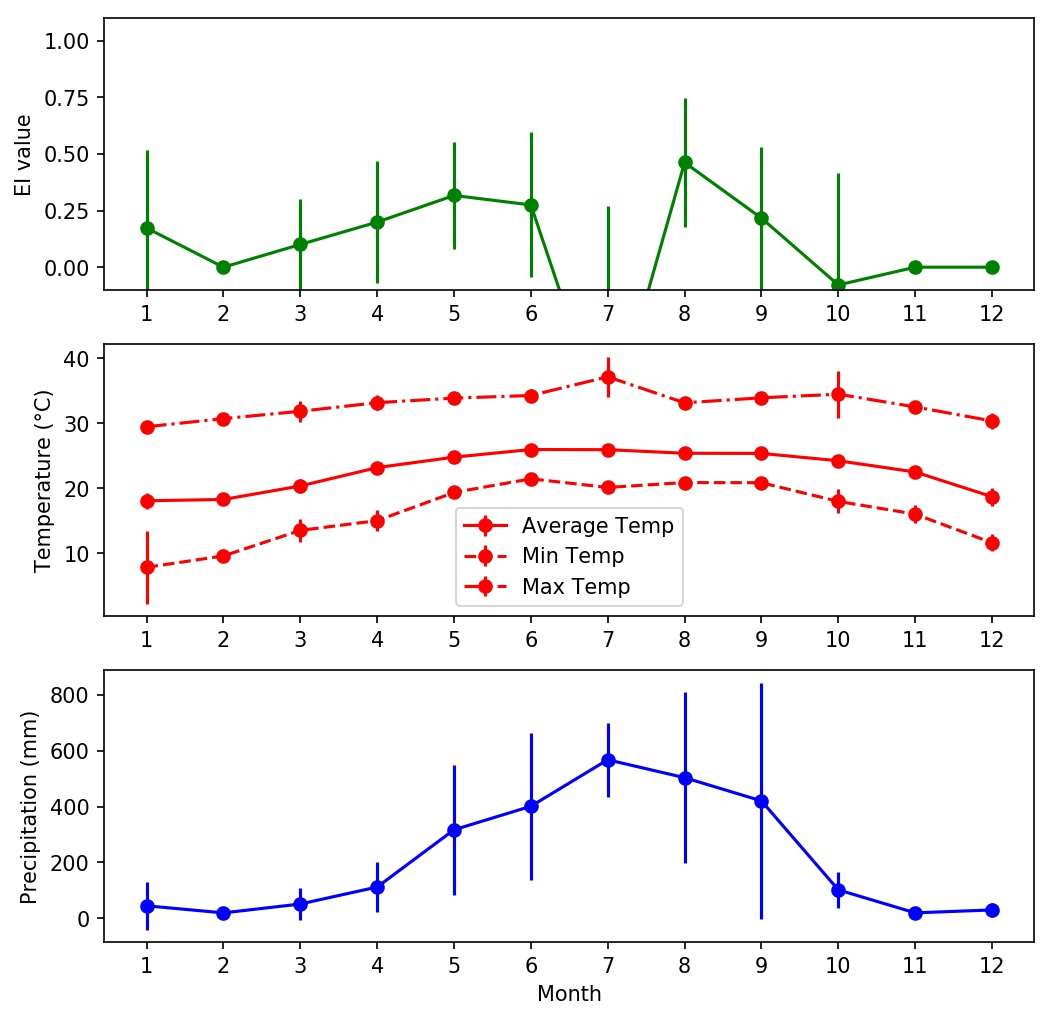 EI value
1.00
0.75
0.50
0.25
0.00
1 2 3 4 5 6 7 8 9 10 11 12
Temperature (°C)
40
30
20
10
Average Temp
Min Temp
Max Temp
1 2 3 4 5 6 7 8 9 10 11 12
Precipitation (mm)
800
600
400
200
0
1 2 3 4 5 6 7 8 9 10 11 12
Month